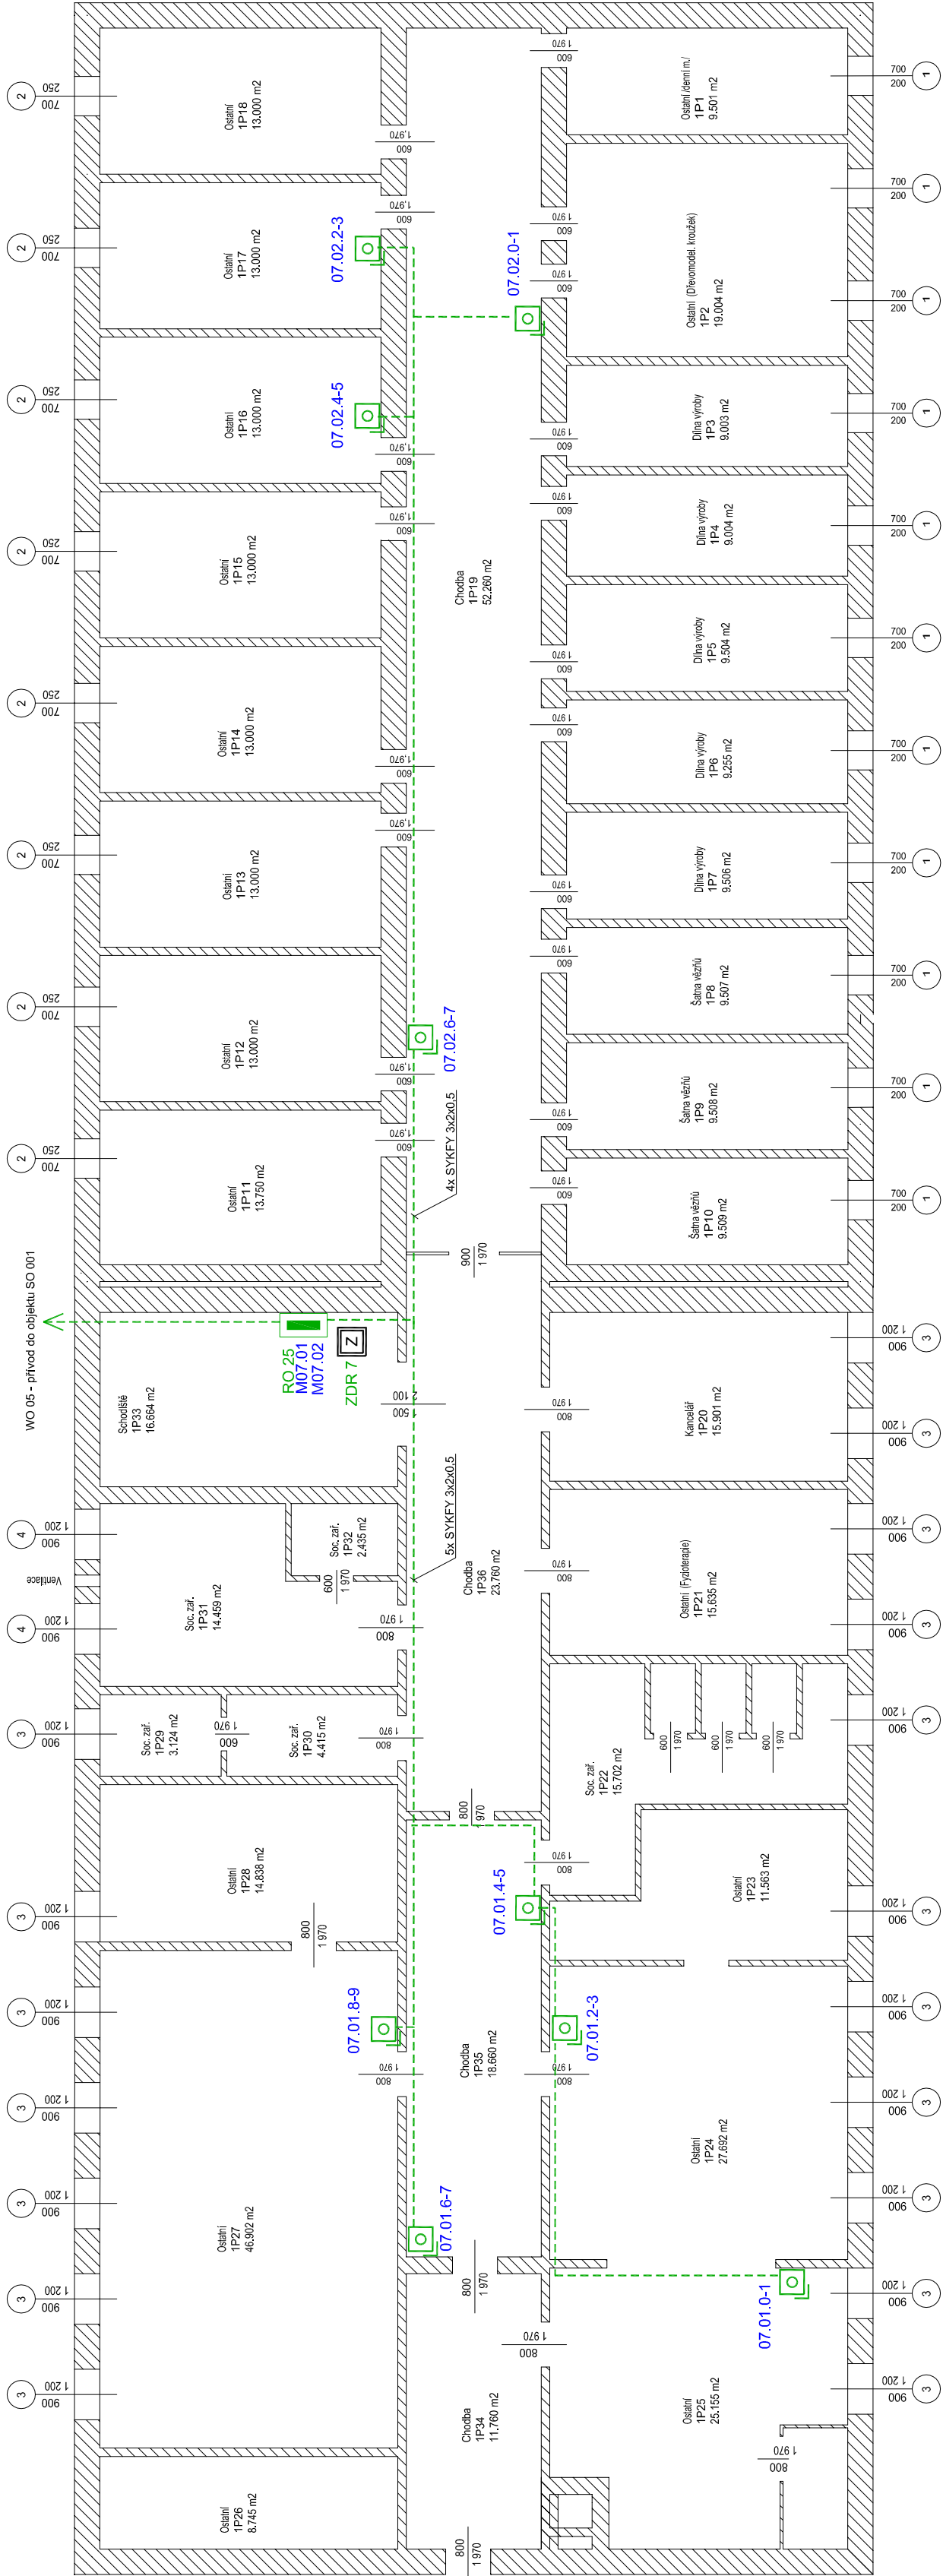 WO 05 - přívod do objektu SO 001
Ostatní
1P18
13.000 m2
Ostatní
1P17
13.000 m2
Ostatní
1P16
13.000 m2
Ostatní
1P15
13.000 m2
Ostatní
1P14
13.000 m2
Ostatní
1P13
13.000 m2
Ostatní
1P12
13.000 m2
Ostatní
1P11
13.750 m2
Schodiště
1P33
16.664 m2
Soc. zař.
1P32
2.435 m2
Soc. zař.
1P31
14.459 m2
Soc. zař.
1P30
4.415 m2
Soc. zař.
1P29
3,124 m2
Ostatní
1P28
14.838 m2
Ostatní
1P27
46.902 m2
Ostatní
1P26
8.745 m2
Chodba
1P19
52.260 m2
Chodba
1P36
23.760 m2
Chodba
1P35
18.660 m2
Chodba
1P34
11.760 m2
Ostatní /denní m./
1P1
9.501 m2
Ostatní (Dřevomodel. kroužek)
1P2
19.004 m2
Dílna výroby
1P3
9.003 m2
Dílna výroby
1P4
9.004 m2
Dílna výroby
1P5
9.504 m2
Dílna výroby
1P6
9.255 m2
Dílna výroby
1P7
9.506 m2
Šatna vězňů
1P8
9.507 m2
Šatna vězňů
1P9
9.508 m2
Šatna vězňů
1P10
9.509 m2
Kancelář
1P20
15.901 m2
Ostatní (Fyzioterapie)
1P21
15.635 m2
Soc. zař.
1P22
15.702 m2
Ostatní
1P23
11.563 m2
Ostatní
1P24
27.692 m2
Ostatní
1P25
25.155 m2
07.02.2-3
07.02.0-1
07.02.4-5
07.02.6-7
4x SYKFY 3x2x0,5
RO 25
M07.01
M07.02
ZDR 7
Z
5x SYKFY 3x2x0,5
07.01.4-5
07.01.8-9
07.01.2-3
07.01.6-7
07.01.0-1
Ventilace
900
1 970
2 100
1 500